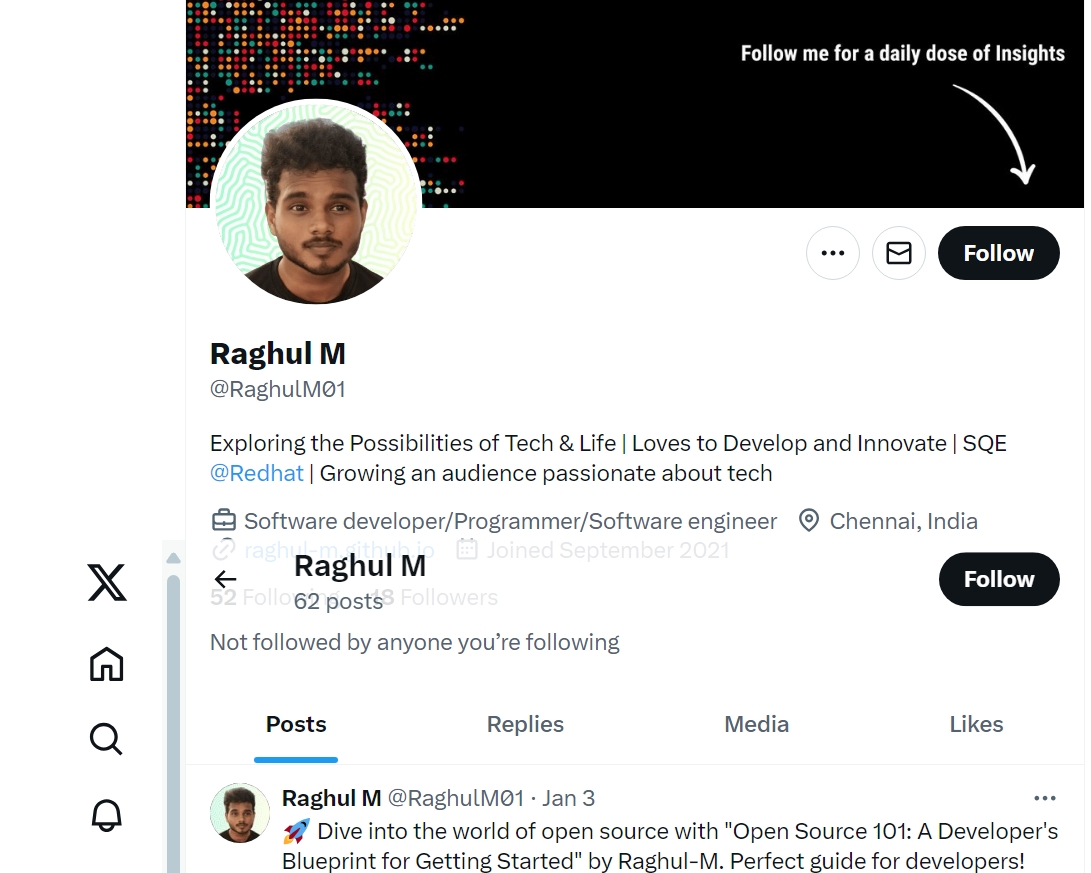 Follow me for a daily dose of Insights
Follow
Raghul M
@RaghulM01
Exploring the Possibilities of Tech & Life | Loves to Develop and Innovate | SQE
@Redhat | Growing an audience passionate about tech
Software developer/Programmer/Software engineer Chennai, India
raghul-m.github.io Joined September 2021
Raghul M
Follow
52 Following 18 Followers
62 posts
Not followed by anyone you’re following
Posts Replies Media Likes
Raghul M @RaghulM01 · Jan 3
🚀 Dive into the world of open source with "Open Source 101: A Developer's
Blueprint for Getting Started" by Raghul-M. Perfect guide for developers!